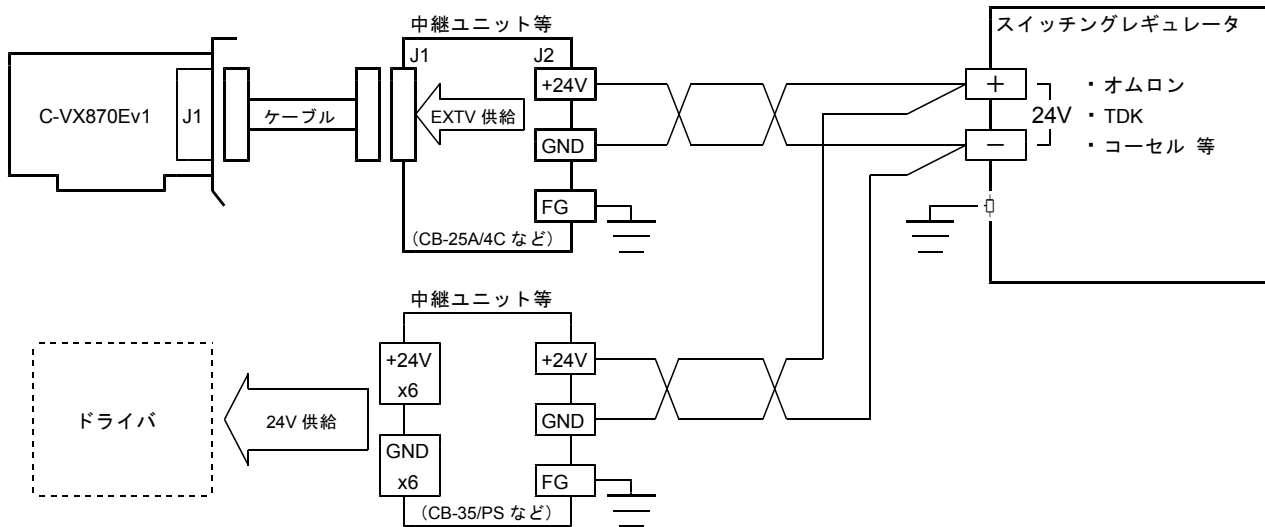 中継ユニット等
スイッチングレギュレータ
J1
J2
+24V
C-VX870Ev1
J1
ケーブル
EXTV 供給
GND
FG
(CB-25A/4C など)
+
−
24V
・オムロン
・TDK
・コーセル 等
中継ユニット等
+24V
x6
+24V
ドライバ
24V 供給
GND
GND
x6
FG
(CB-35/PS など)